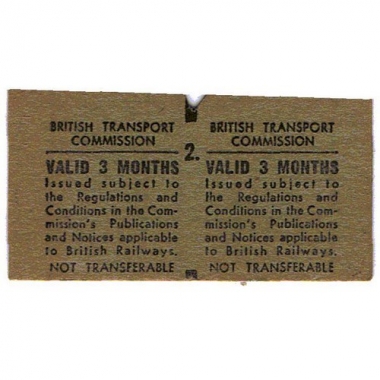 BRITISH TRANSPORT
COMMISSION
VALID 3 MONTHS
Issued subject to
the Regulations and
Conditions in the Com-
mission's Publications
and Notices applicable
to British Railways.
NOT TRANSFERABLE
2.
BRITISH TRANSPORT
COMMISSION
VALID 3 MONTHS
Issued subject to
the Regulations and
Conditions in the Com-
mission's Publications
and Notices applicable
to British Railways.
NOT TRANSFERABLE